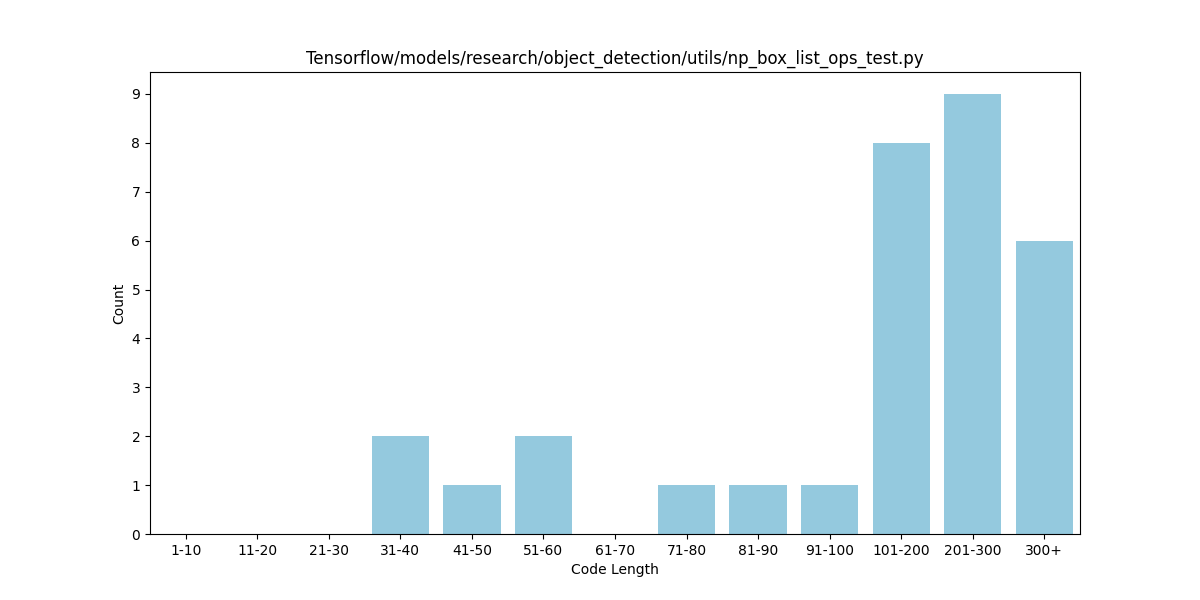 Tensorflow/models/research/object_detection/utils/np_box_list_ops_test.py
9
8
7
6
5
4
3
2
1
0
Count
1-10 11-20 21-30 31-40 41-50 51-60 61-70 71-80 81-90 91-100 101-200 201-300 300+
Code Length